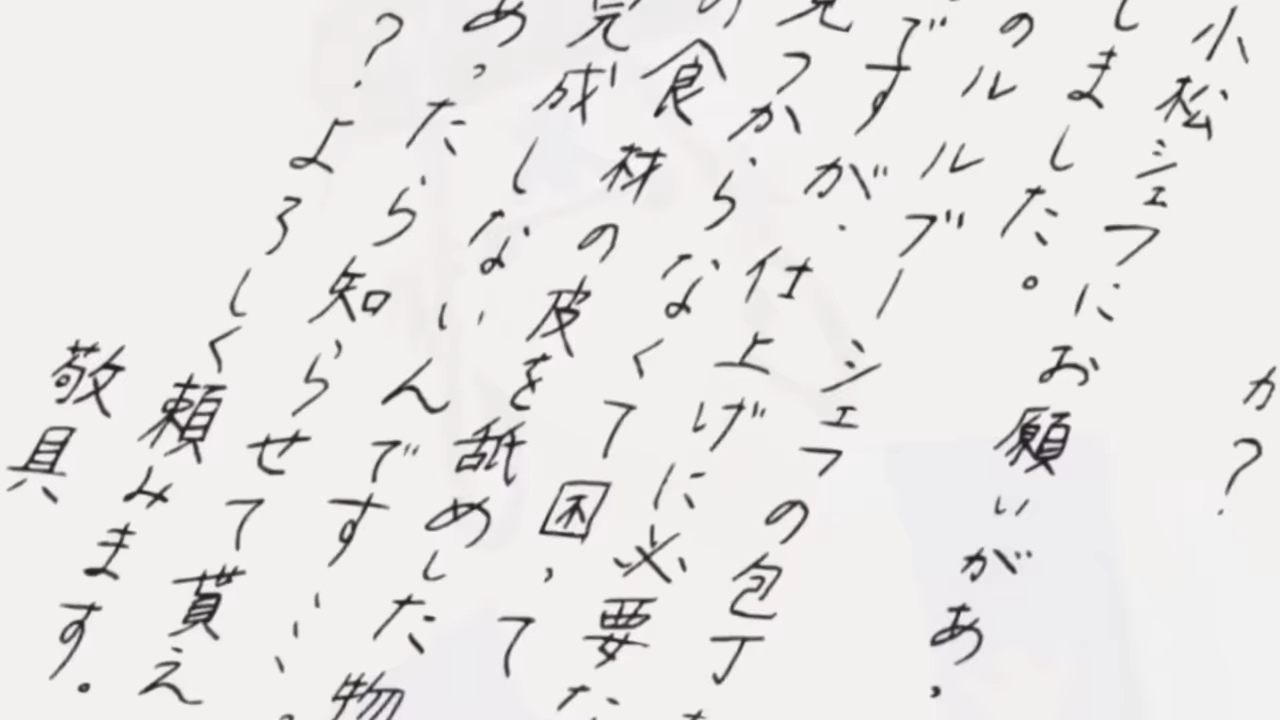 か?
小松シェフにお願いがあっ
しました。
のルルブーシェフの包丁
ですが、仕上げに必要な
見つからなくて困って
の食材の皮を舐めした物
完成しないんです…。
あったら知らせて貰え
?よろしく頼みます。
敬具